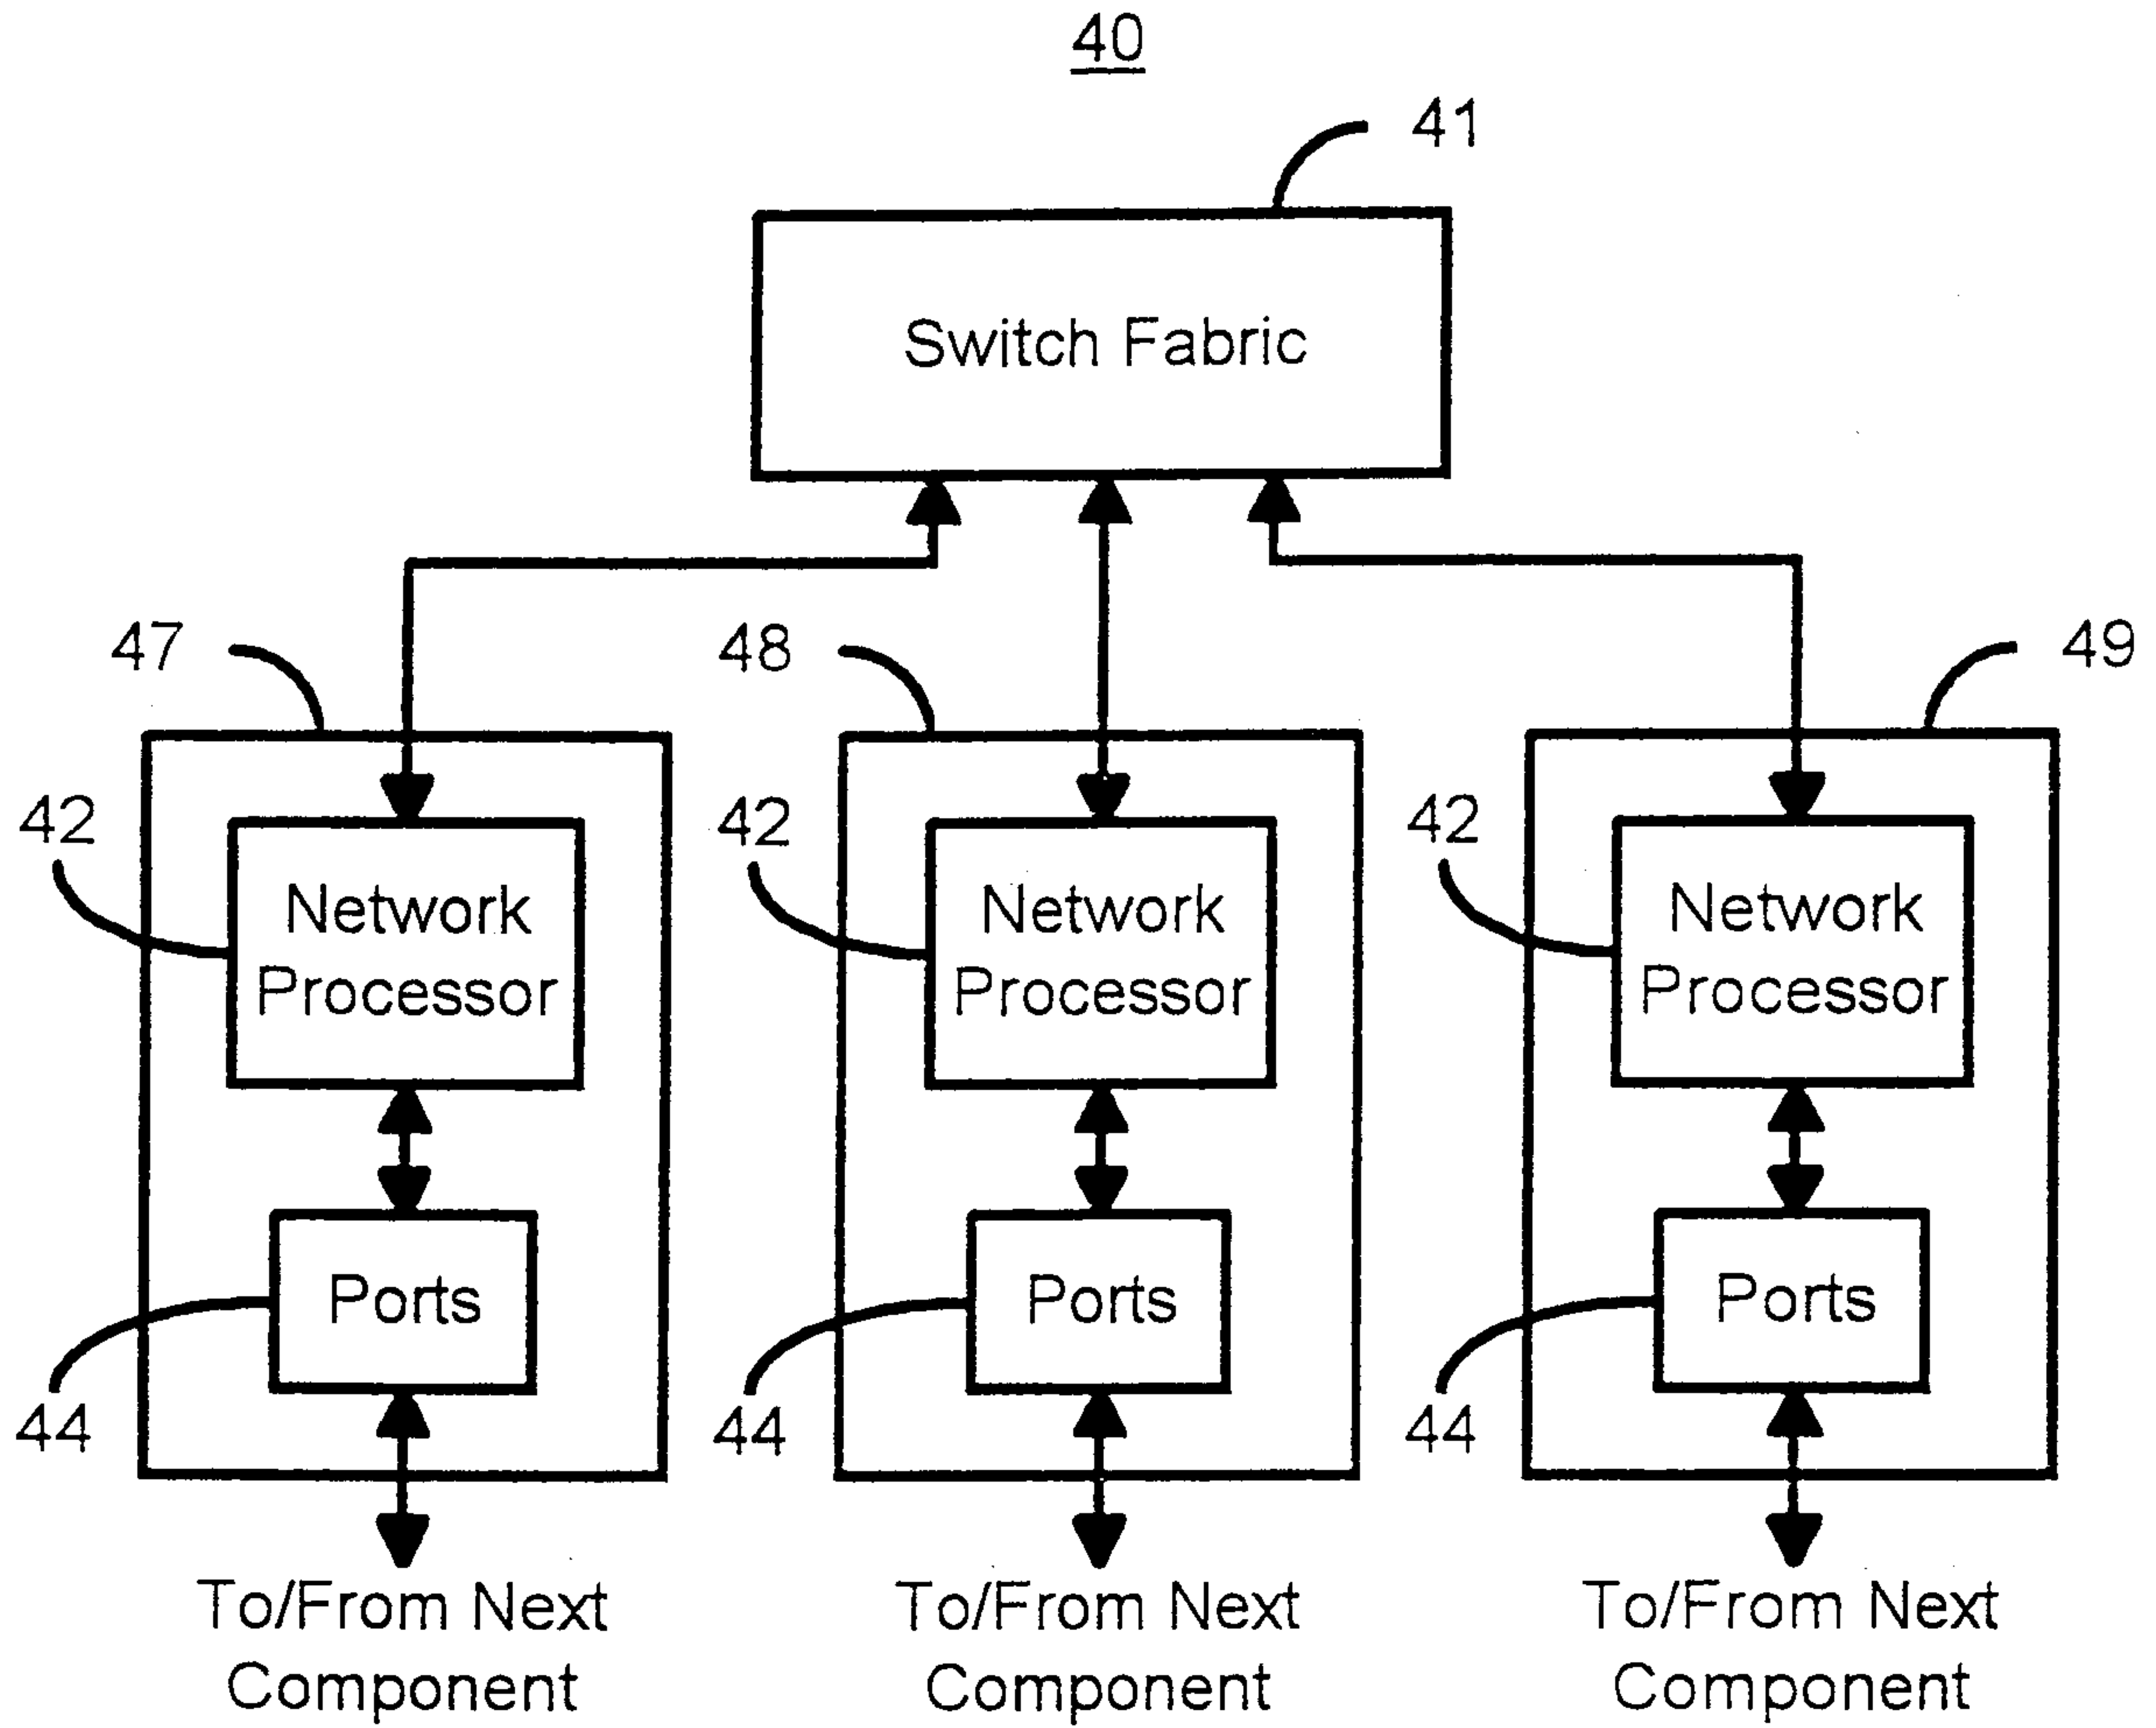 40
41
Switch Fabric
47
48
49
42
42
42
Network
Processor
Network
Processor
Network
Processor
Ports
Ports
Ports
44
44
44
To/From Next
Component
To/From Next
Component
To/From Next
Component